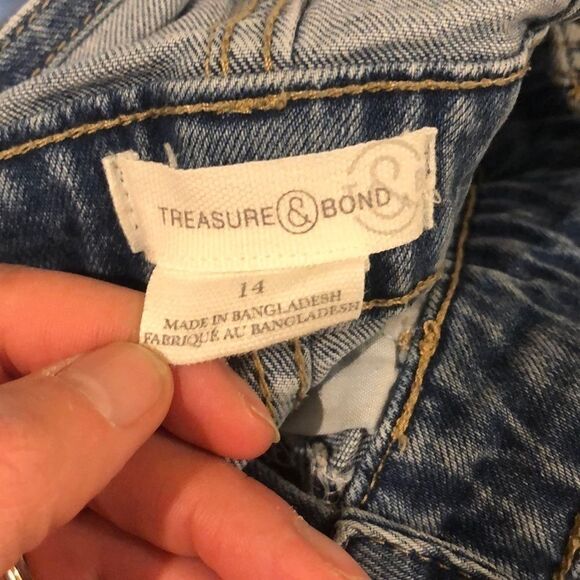 TREASURE & BOND
14
MADE IN BANGLADESH
FABRIQUÉ AU BANGLADESH